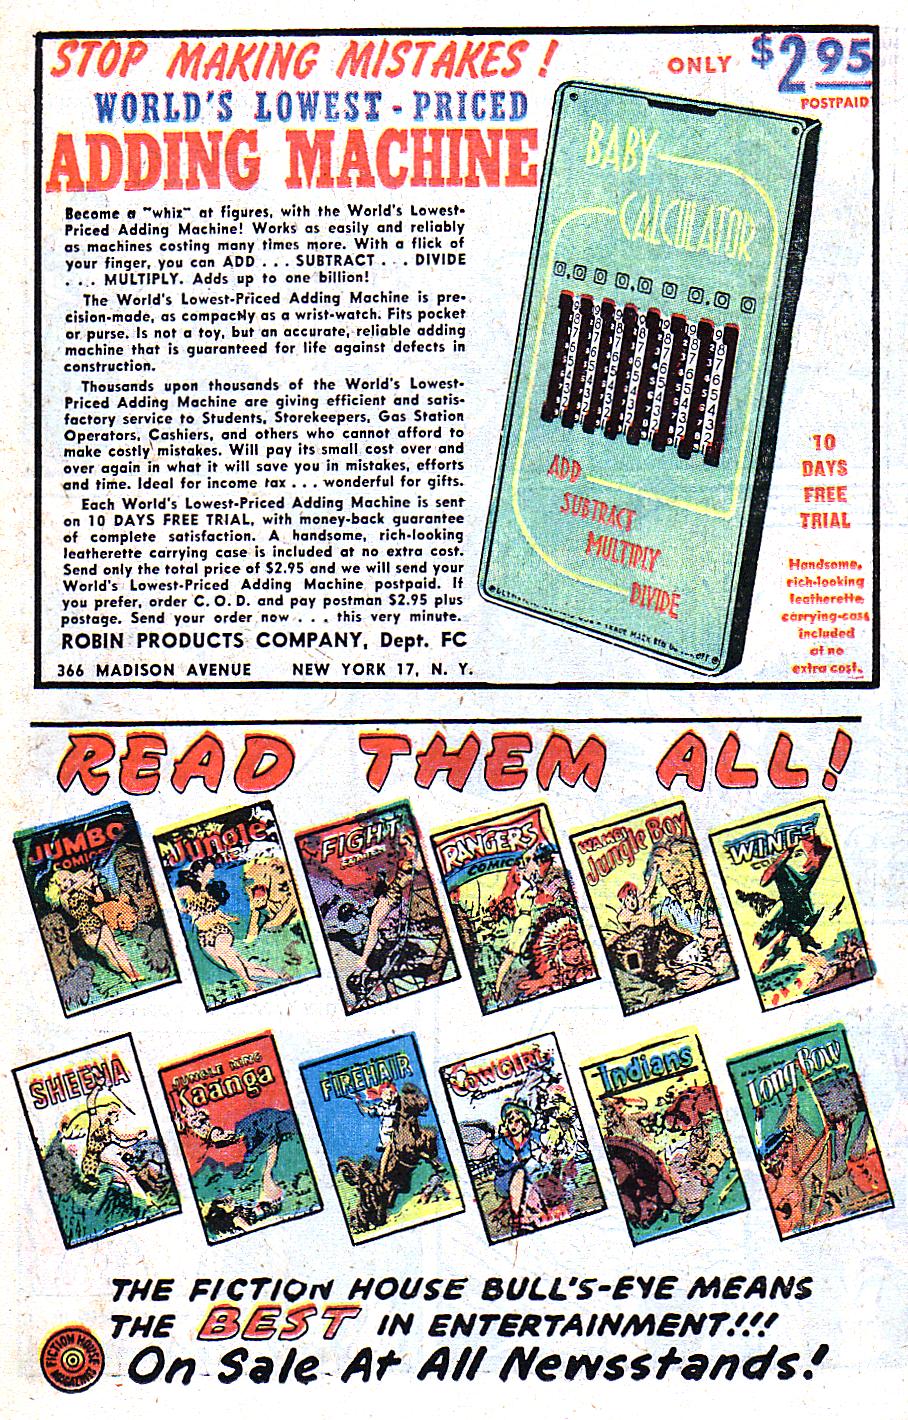 STOP MAKING MISTAKES!
ONLY $2.95
POSTPAID
WORLD'S LOWEST-PRICED
ADDING MACHINE
Become a "whiz" at figures, with the World's Lowest-
Priced Adding Machine! Works as easily and reliably
as machines costing many times more. With a flick of
your finger, you can ADD . . . SUBTRACT . . . DIVIDE
. . . MULTIPLY. Adds up to one billion!
The World's Lowest-Priced Adding Machine is pre-
cision-made, as compactly as a wrist-watch. Fits pocket
or purse. Is not a toy, but an accurate, reliable adding
machine that is guaranteed for life against defects in
construction.
Thousands upon thousands of the World's Lowest-
Priced Adding Machine are giving efficient and satis-
factory service to Students, Storekeepers, Gas Station
Operators, Cashiers, and others who cannot afford to
make costly mistakes. Will pay its small cost over and
over again in what it will save you in mistakes, efforts
and time. Ideal for income tax . . . wonderful for gifts.
Each World's Lowest-Priced Adding Machine is sent
on 10 DAYS FREE TRIAL, with money-back guarantee
of complete satisfaction. A handsome, rich-looking
leatherette carrying case is included at no extra cost.
Send only the total price of $2.95 and we will send your
World's Lowest-Priced Adding Machine postpaid. If
you prefer, order C. O. D. and pay postman $2.95 plus
postage. Send your order now . . . this very minute.
ROBIN PRODUCTS COMPANY, Dept. FC
366 MADISON AVENUE NEW YORK 17, N. Y.
BABY
CALCULATOR
ADD
SUBTRACT
MULTIPLY
DIVIDE
10
DAYS
FREE
TRIAL
Handsome,
rich-looking
leatherette
carrying-case
included
at no
extra cost.
READ THEM ALL!
JUMBO
COMICS
Jungle
FIGHT
RANGERS
COMICS
WAMBI
Jungle Boy
WINGS
SHEENA
JUNGLE KING
Kaanga
FIREHAIR
COWGIRL
Romances
Indians
Long Bow
THE FICTION HOUSE BULL'S-EYE MEANS
THE BEST IN ENTERTAINMENT!!!
FICTION HOUSE
MAGAZINES
On Sale At All Newsstands!